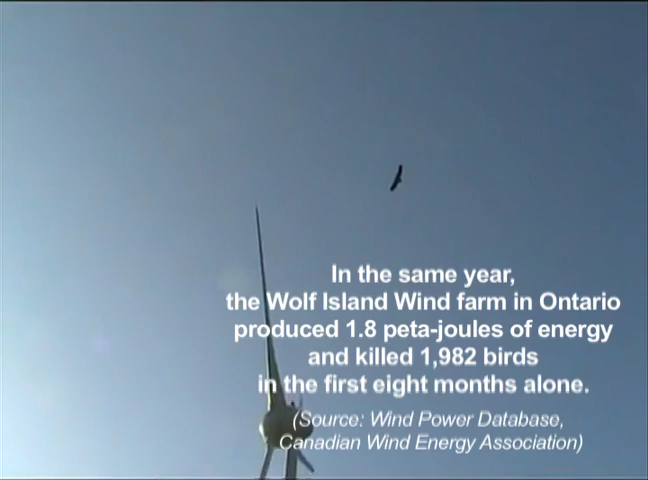 In the same year,
the Wolf Island Wind farm in Ontario
produced 1.8 peta-joules of energy
and killed 1,982 birds
in the first eight months alone.
(Source: Wind Power Database,
Canadian Wind Energy Association)